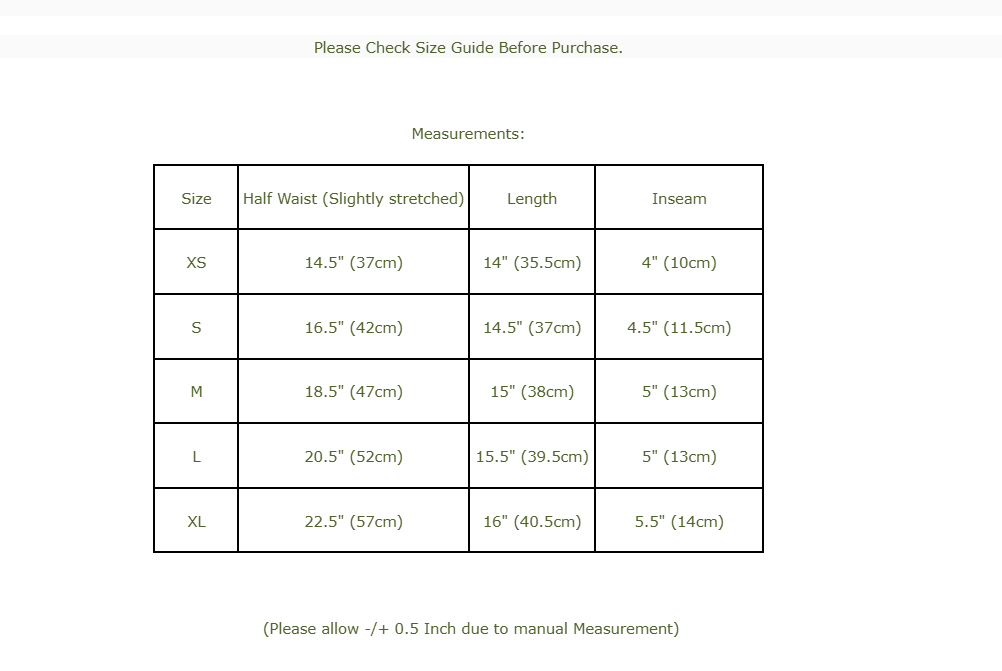 Please Check Size Guide Before Purchase.
Measurements:
Size Half Waist (Slightly stretched) Length Inseam
XS 14.5" (37cm) 14" (35.5cm) 4" (10cm)
S 16.5" (42cm) 14.5" (37cm) 4.5" (11.5cm)
M 18.5" (47cm) 15" (38cm) 5" (13cm)
L 20.5" (52cm) 15.5" (39.5cm) 5" (13cm)
XL 22.5" (57cm) 16" (40.5cm) 5.5" (14cm)
(Please allow -/+ 0.5 Inch due to manual Measurement)